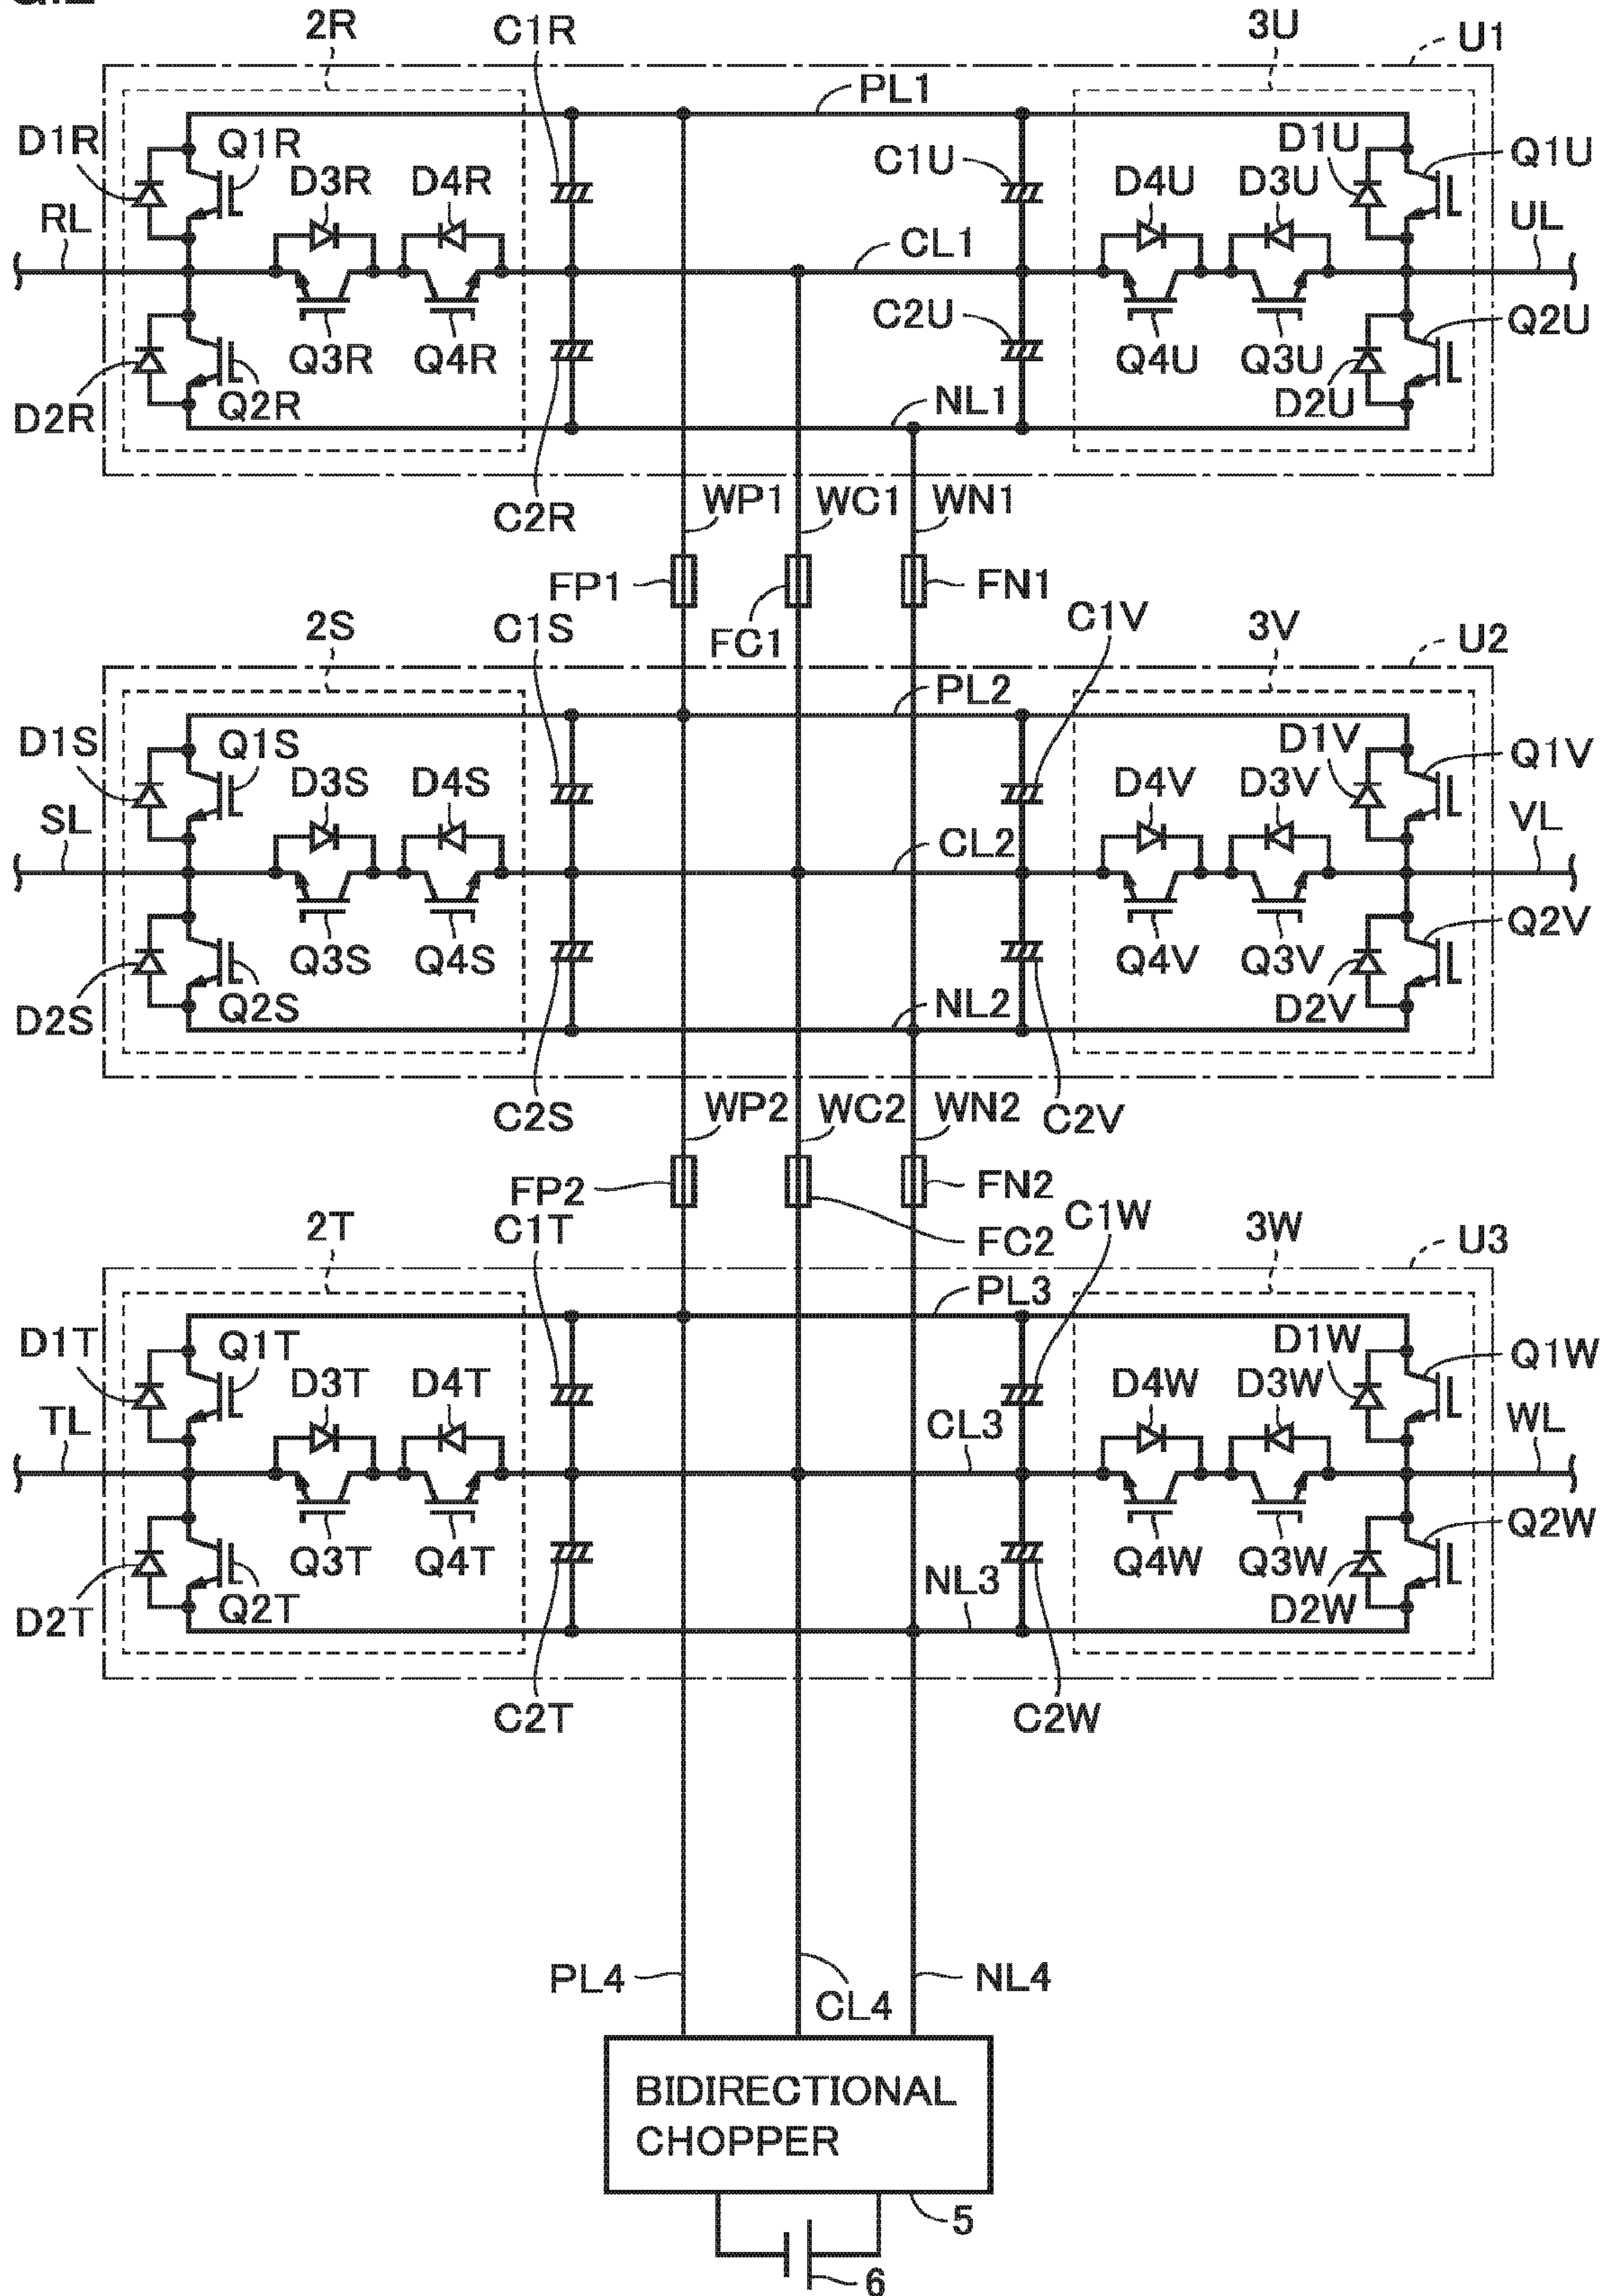 2R
C1R
3U
U1
PL1
D1R
Q1R
D3R
D4R
C1U
D4U
D3U
D1U
Q1U
RL
CL1
UL
Q3R
Q4R
C2U
Q4U
Q3U
Q2U
D2R
Q2R
NL1
D2U
C2R
WP1
WC1
WN1
FP1
FC1
FN1
2S
C1S
C1V
3V
U2
PL2
D1S
Q1S
D3S
D4S
D4V
D3V
D1V
Q1V
SL
CL2
VL
Q3S
Q4S
Q4V
Q3V
Q2V
D2S
Q2S
NL2
D2V
C2S
WP2
WC2
WN2
C2V
FP2
FN2
2T
C1T
FC2
C1W
3W
U3
PL3
D1T
Q1T
D3T
D4T
D4W
D3W
D1W
Q1W
TL
CL3
WL
Q3T
Q4T
Q4W
Q3W
Q2W
D2T
Q2T
NL3
D2W
C2T
C2W
PL4
CL4
NL4
BIDIRECTIONAL
CHOPPER
5
6